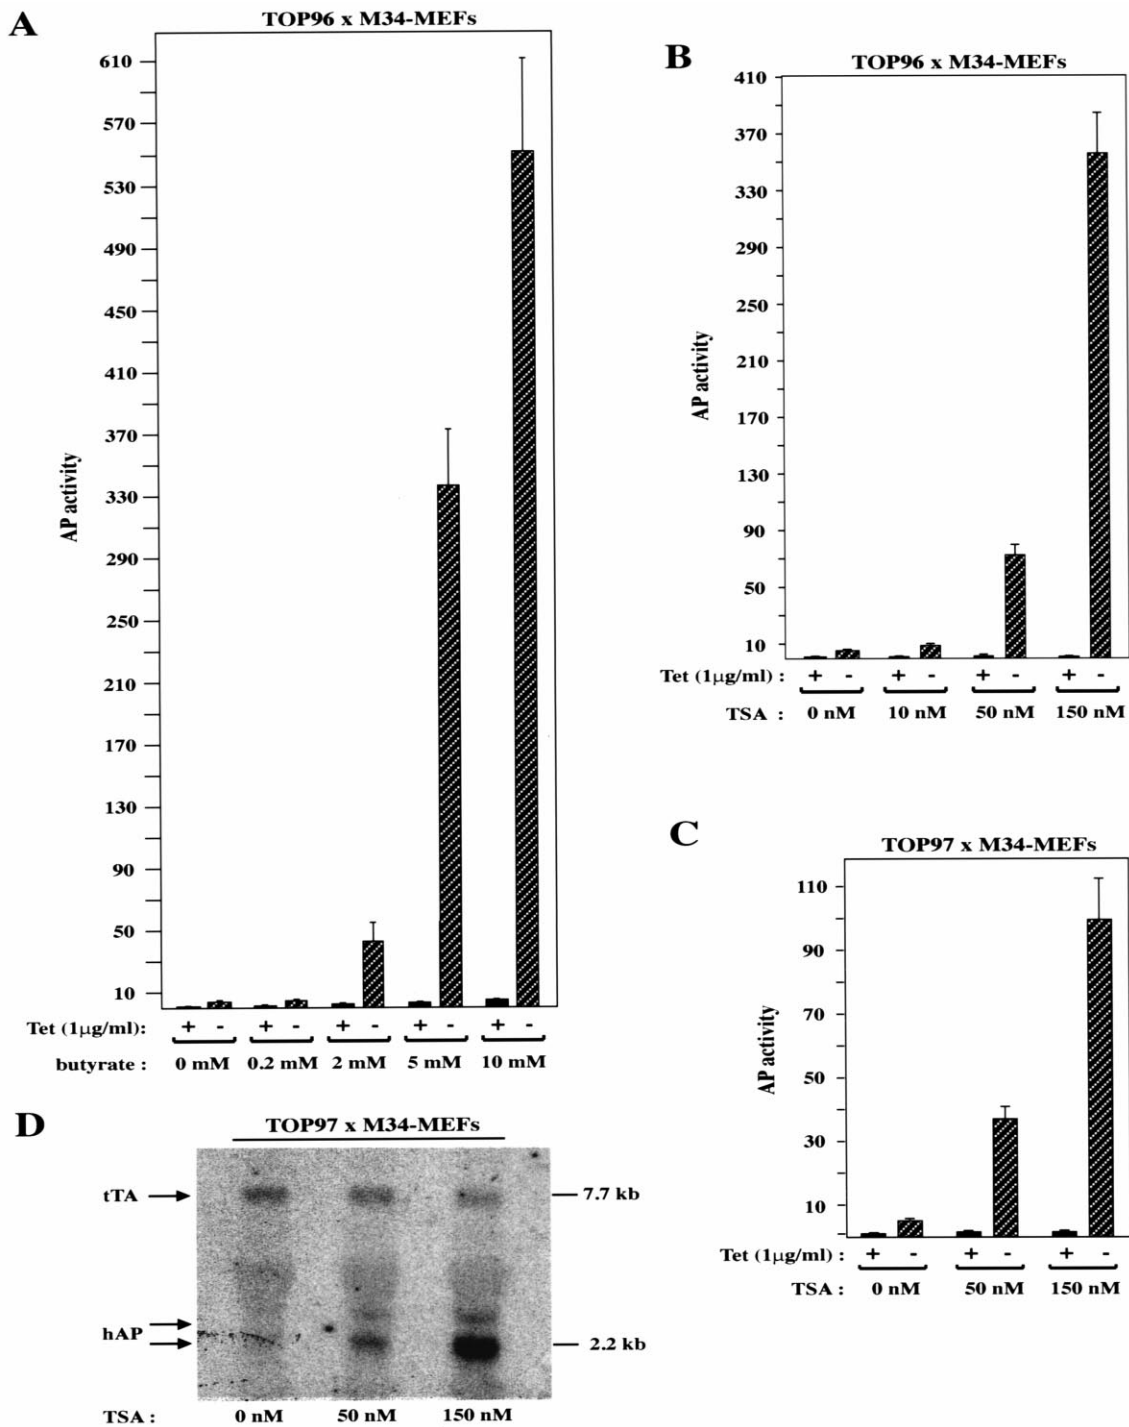 A
TOP96 x M34-MEFs
610
570
530
490
450
410
370
330
290
250
210
170
130
90
50
10
AP activity
Tet (1µg/ml): + - + - + - + - + -
butyrate : 0 mM 0.2 mM 2 mM 5 mM 10 mM
B
TOP96 x M34-MEFs
410
370
330
290
250
210
170
130
90
50
10
AP activity
Tet (1µg/ml) : + - + - + - + -
TSA : 0 nM 10 nM 50 nM 150 nM
C
TOP97 x M34-MEFs
110
90
70
50
30
10
AP activity
Tet (1µg/ml) : + - + - + -
TSA : 0 nM 50 nM 150 nM
D
TOP97 x M34-MEFs
tTA 7.7 kb
hAP 2.2 kb
TSA : 0 nM 50 nM 150 nM